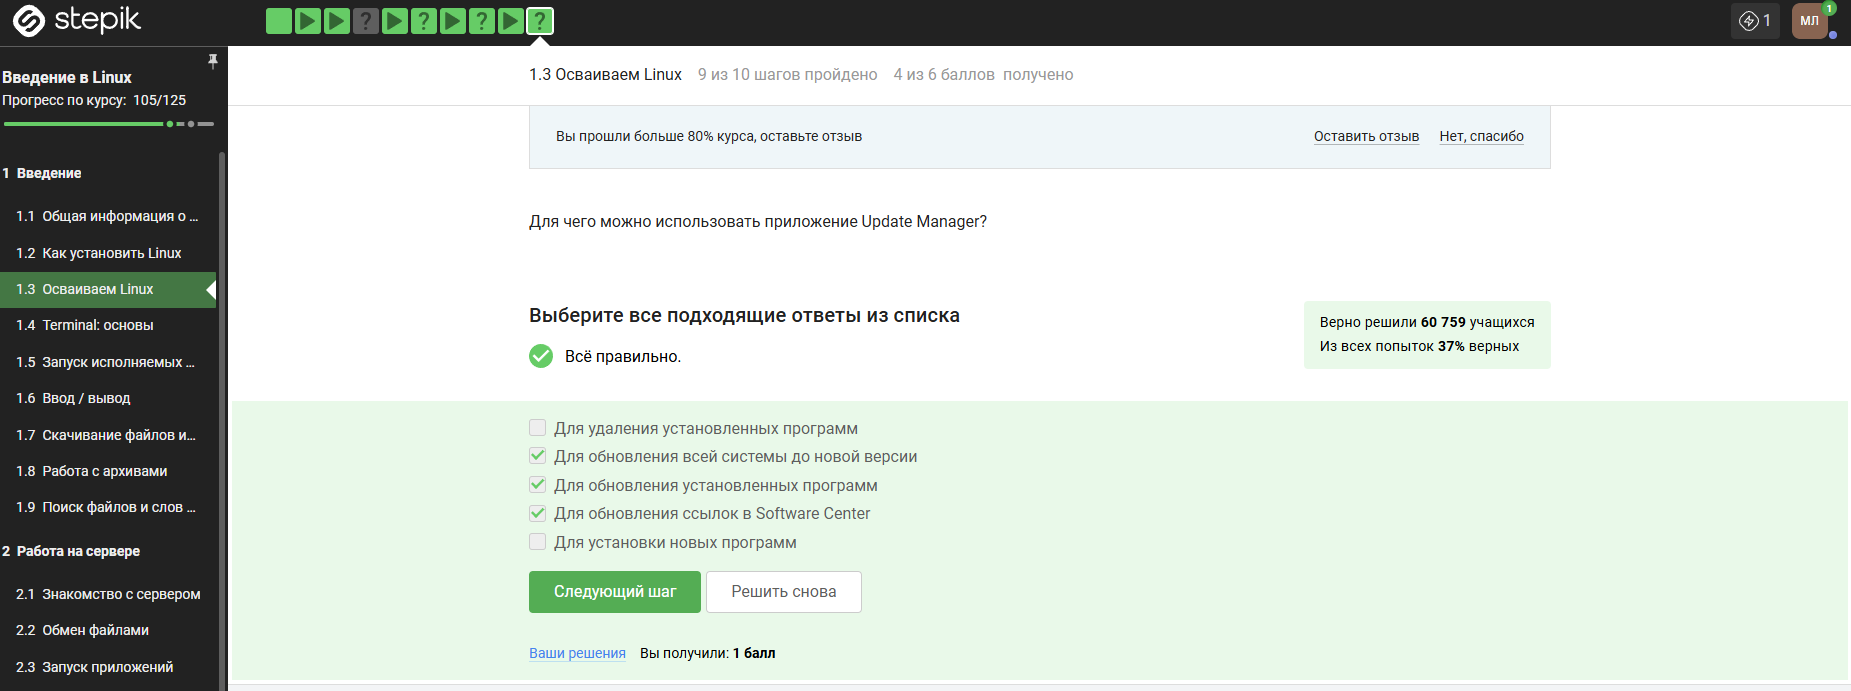 stepik
?
?
?
?
1
МЛ
1
Введение в Linux
Прогресс по курсу: 105/125
1 Введение
1.1 Общая информация о ...
1.2 Как установить Linux
1.3 Осваиваем Linux
1.4 Terminal: основы
1.5 Запуск исполняемых ...
1.6 Ввод / вывод
1.7 Скачивание файлов и...
1.8 Работа с архивами
1.9 Поиск файлов и слов ...
2 Работа на сервере
2.1 Знакомство с сервером
2.2 Обмен файлами
2.3 Запуск приложений
1.3 Осваиваем Linux 9 из 10 шагов пройдено 4 из 6 баллов получено
Вы прошли больше 80% курса, оставьте отзыв Оставить отзыв Нет, спасибо
Для чего можно использовать приложение Update Manager?
Выберите все подходящие ответы из списка
Всё правильно.
Верно решили 60 759 учащихся
Из всех попыток 37% верных
Для удаления установленных программ
Для обновления всей системы до новой версии
Для обновления установленных программ
Для обновления ссылок в Software Center
Для установки новых программ
Следующий шаг Решить снова
Ваши решения Вы получили: 1 балл